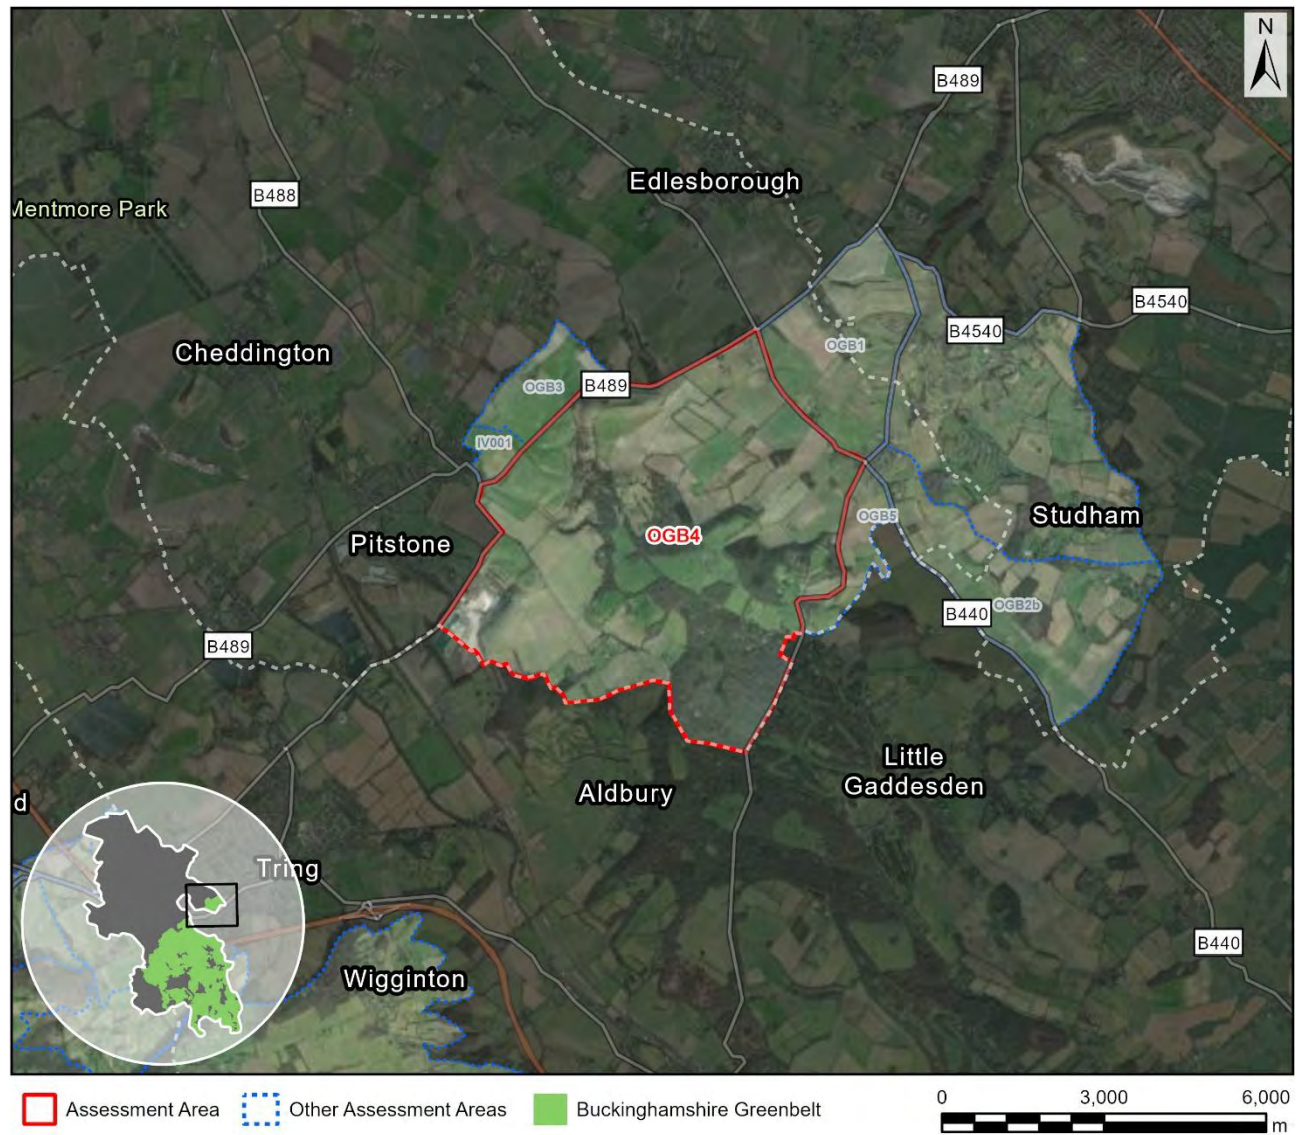 N
B489
Edlesborough
B488
Mentmore Park
B4540
OGB1
B4540
Cheddington
OGB3
B489
IV001
Studham
OGB5
OGB4
Pitstone
OGB2b
B440
B489
Little
Gaddesden
Aldbury
d
Tring
B440
Wigginton
Assessment Area
Other Assessment Areas
Buckinghamshire Greenbelt
0 3,000 6,000
m